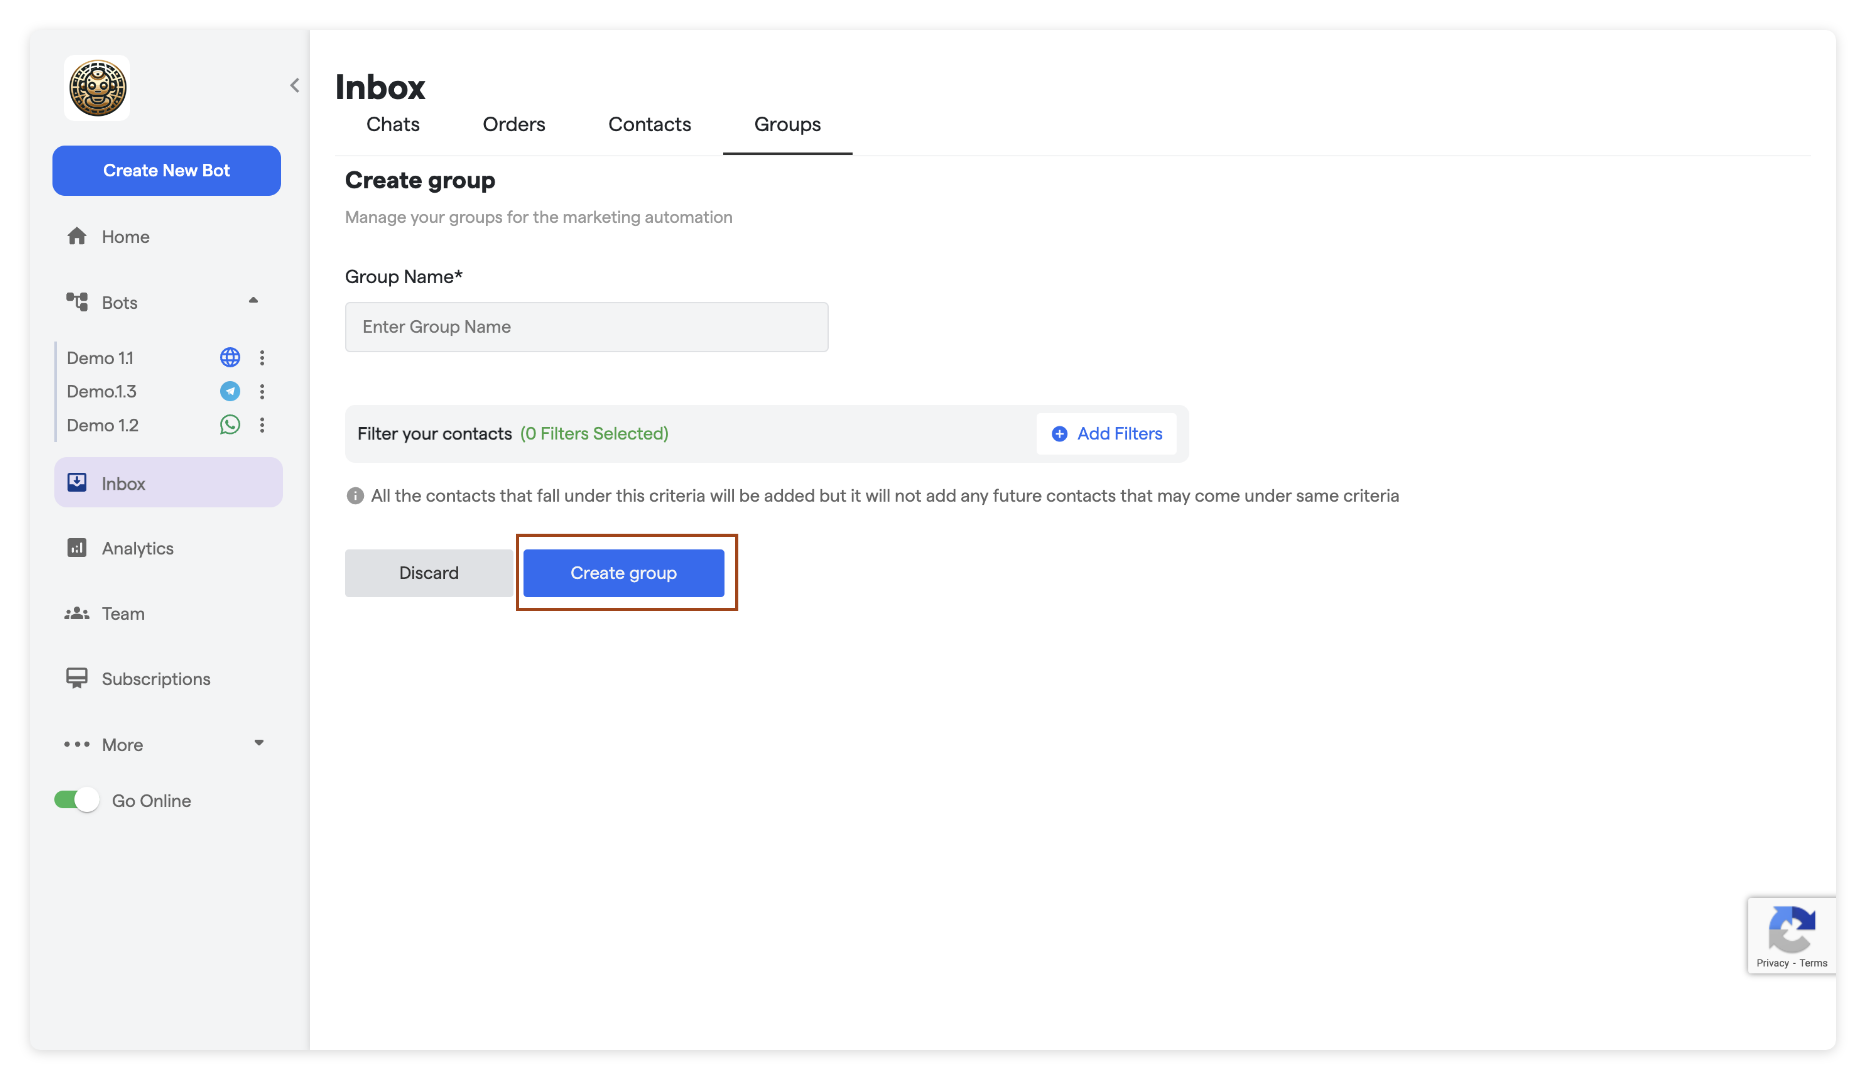 Create New Bot
Home
Bots
Demo 1.1
Demo.1.3
Demo 1.2
Inbox
Analytics
Team
Subscriptions
More
Go Online
Inbox
Chats Orders Contacts Groups
Create group
Manage your groups for the marketing automation
Group Name*
Enter Group Name
Filter your contacts (0 Filters Selected) Add Filters
All the contacts that fall under this criteria will be added but it will not add any future contacts that may come under same criteria
Discard Create group
Privacy - Terms